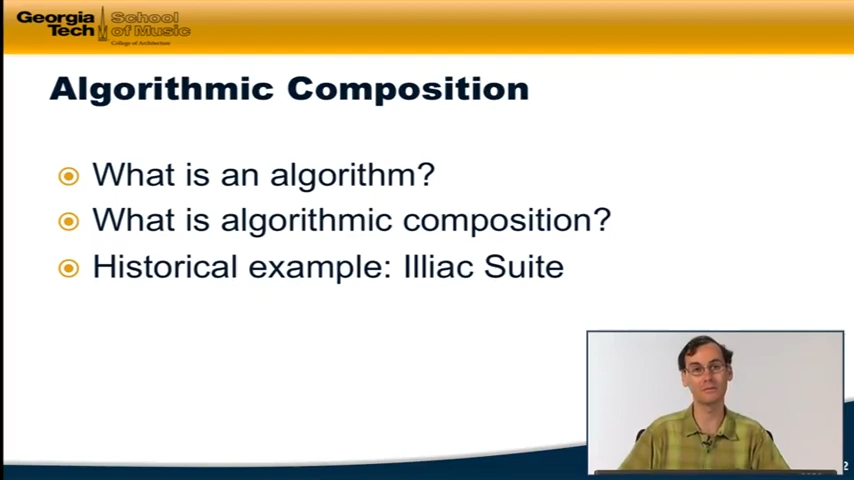 Georgia Tech
School of Music
College of Architecture
Algorithmic Composition
What is an algorithm?
What is algorithmic composition?
Historical example: Illiac Suite
2